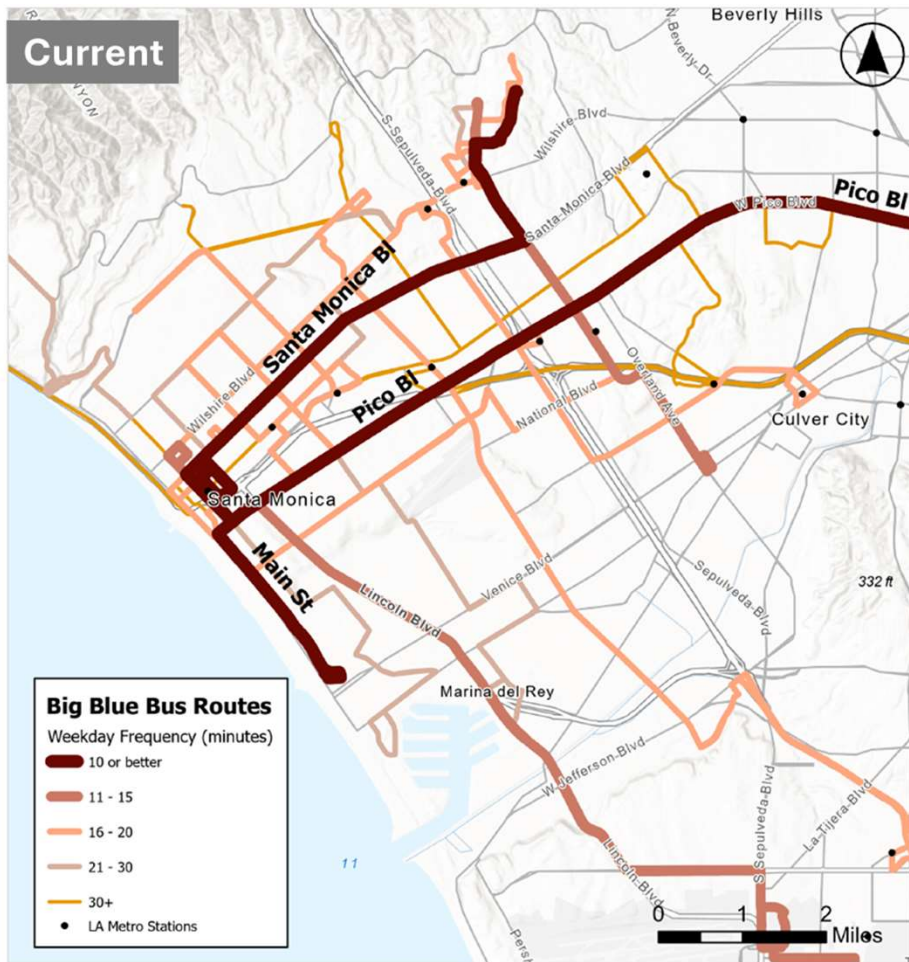 Beverly Hills
Current
N Beverly Dr
S Sepulveda Blvd
Wilshire Blvd
Santa Monica Blvd
W Pico Blvd
Pico Bl
Santa Monica Bl
Wilshire Blvd
Pico Bl
Overland Ave
National Blvd
Culver City
Santa Monica
Main St
Venice Blvd
Lincoln Blvd
Sepulveda Blvd
332 ft
Marina del Rey
W Jefferson Blvd
La Tijera Blvd
S Sepulveda Blvd
Lincoln Blvd
11
Big Blue Bus Routes
Weekday Frequency (minutes)
10 or better
11 - 15
16 - 20
21 - 30
30+
LA Metro Stations
0 1 2
Miles